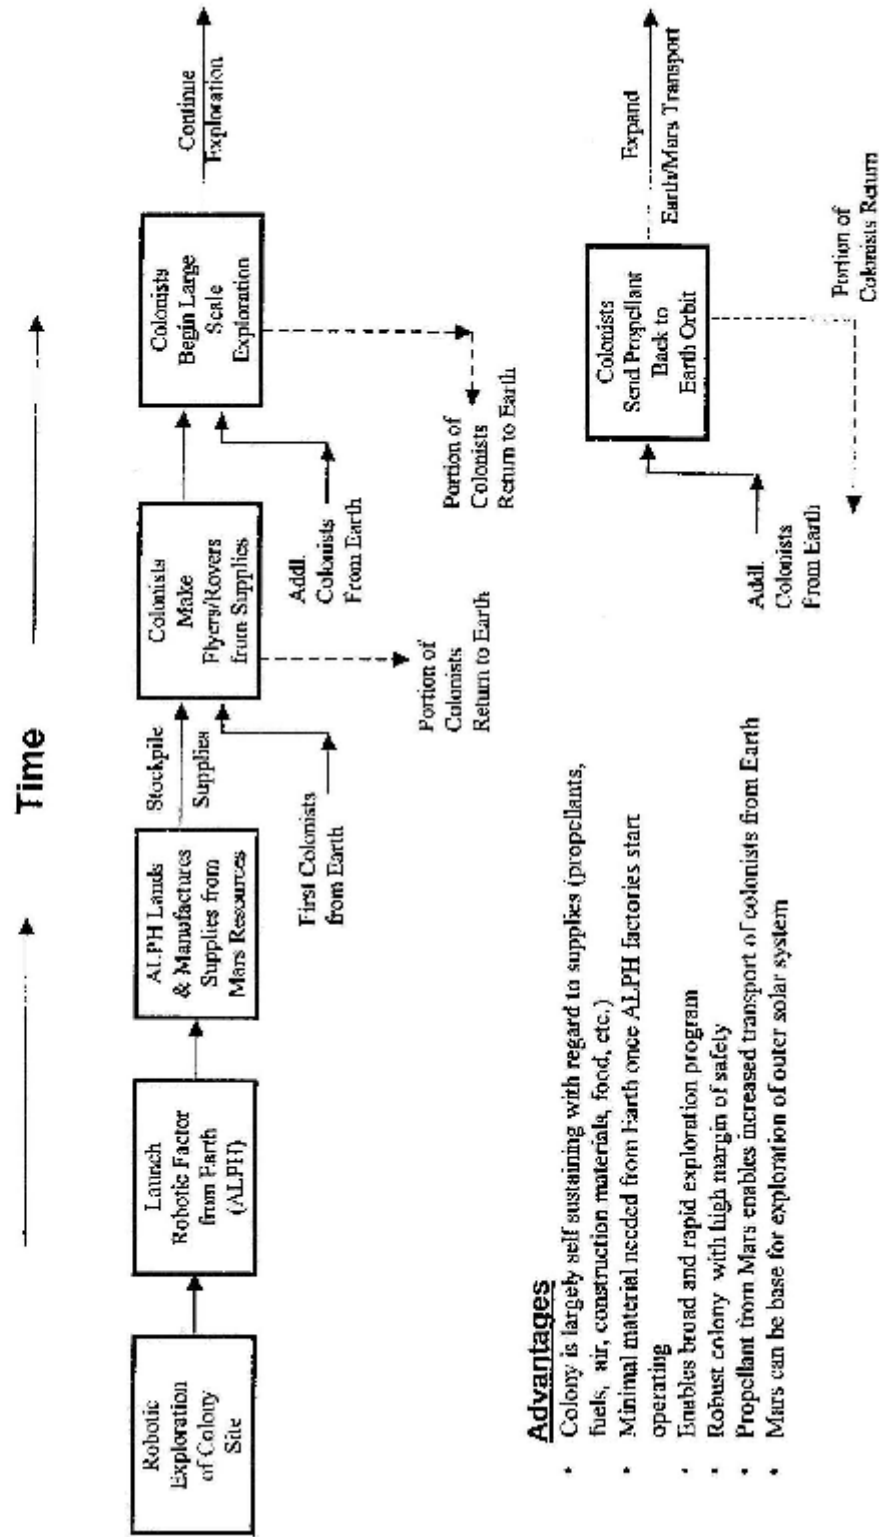 Time
Robotic
Exploration
of Colony
Site
Launch
Robotic Factor
from Earth
(ALPH)
ALPH Lands
& Manufactures
Supplies from
Mars Resources
Stockpile
Supplies
First Colonists
from Earth
Colonists
Make
Flyers/Rovers
from Supplies
Portion of
Colonists
Return to Earth
Addl.
Colonists
From Earth
Colonists
Begin Large
Scale
Exploration
Portion of
Colonists
Return to Earth
Continue
Exploration
Addl.
Colonists
From Earth
Colonists
Send Propellant
Back to
Earth Orbit
Portion of
Colonists Return
Expand
Earth/Mars Transport
Advantages
• Colony is largely self sustaining with regard to supplies (propellants,
fuels, air, construction materials, food, etc.)
• Minimal material needed from Earth once ALPH factories start
operating
• Enables broad and rapid exploration program
• Robust colony with high margin of safety
• Propellant from Mars enables increased transport of colonists from Earth
• Mars can be base for exploration of outer solar system